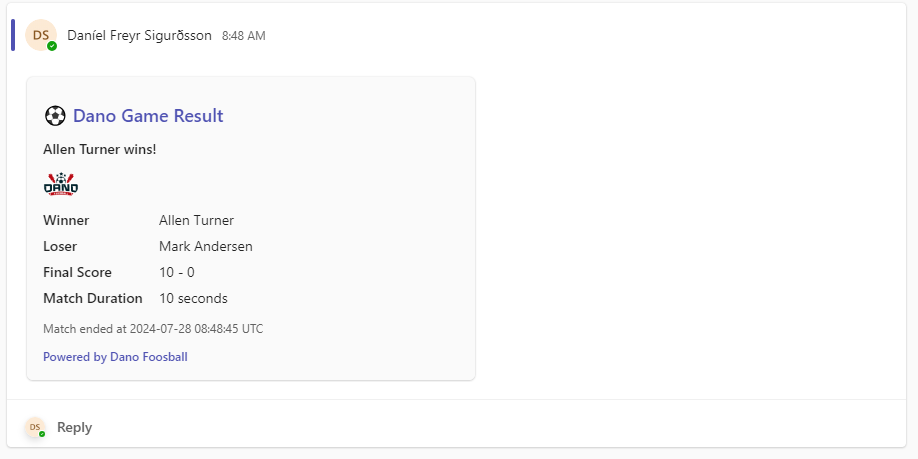 DS Daníel Freyr Sigurðsson 8:48 AM
Dano Game Result
Allen Turner wins!
DANO
Winner Allen Turner
Loser Mark Andersen
Final Score 10 - 0
Match Duration 10 seconds
Match ended at 2024-07-28 08:48:45 UTC
Powered by Dano Foosball
DS Reply